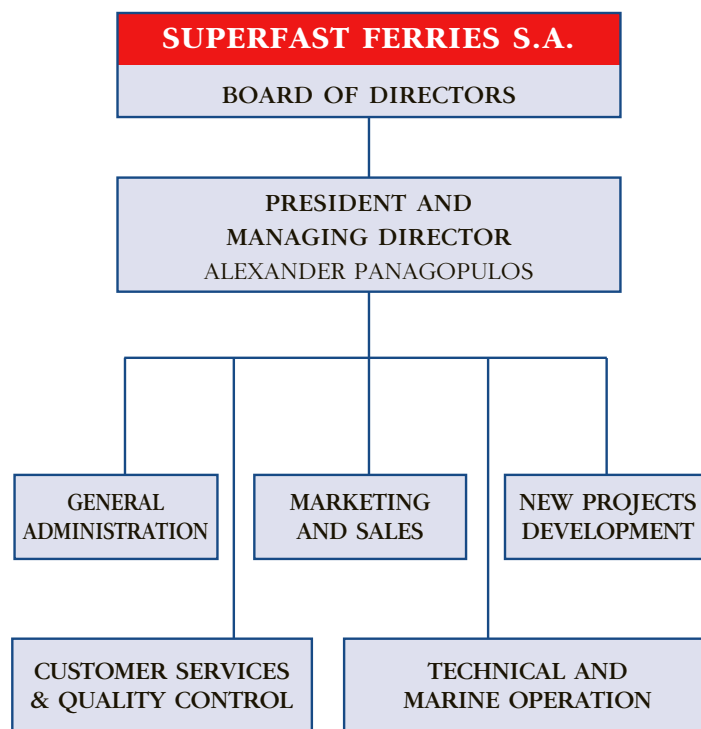 SUPERFAST FERRIES S.A.
BOARD OF DIRECTORS
PRESIDENT AND
MANAGING DIRECTOR
ALEXANDER PANAGOPULOS
GENERAL
ADMINISTRATION
MARKETING
AND SALES
NEW PROJECTS
DEVELOPMENT
CUSTOMER SERVICES
& QUALITY CONTROL
TECHNICAL AND
MARINE OPERATION